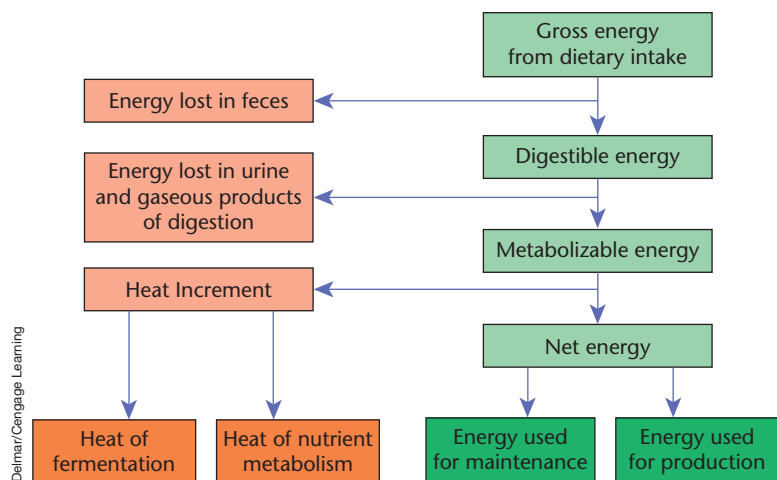 Gross energy
from dietary intake
Energy lost in feces
Digestible energy
Energy lost in urine
and gaseous products
of digestion
Metabolizable energy
Heat Increment
Net energy
Heat of
fermentation
Heat of nutrient
metabolism
Energy used
for maintenance
Energy used
for production
Delmar/Cengage Learning